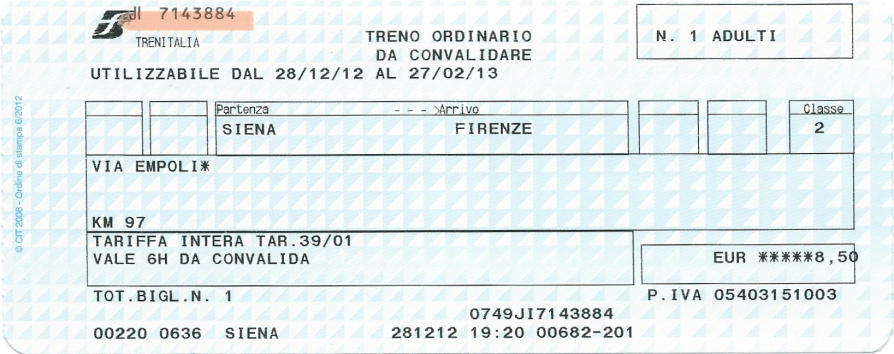 JI 7143884
TRENITALIA
TRENO ORDINARIO
DA CONVALIDARE
N. 1 ADULTI
UTILIZZABILE DAL 28/12/12 AL 27/02/13
Partenza - - - >Arrivo Classe
SIENA FIRENZE 2
VIA EMPOLI*
KM 97
TARIFFA INTERA TAR.39/01
VALE 6H DA CONVALIDA
EUR *****8,50
TOT.BIGL.N. 1
P.IVA 05403151003
0749JI7143884
00220 0636 SIENA 281212 19:20 00682-201
© CIT 2006 - Ordine di stampa 6/2012